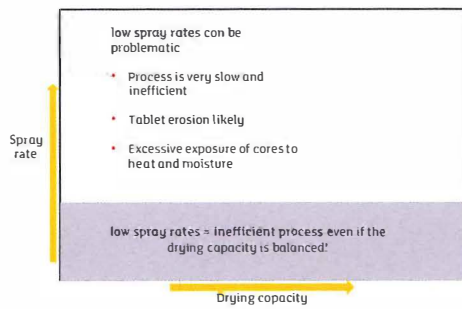 low spray rates can be
problematic
• Process is very slow and
inefficient
• Tablet erosion likely
• Excessive exposure of cores to
heat and moisture
Spray
rate
low spray rates = inefficient process even if the
drying capacity is balanced!
Drying capacity